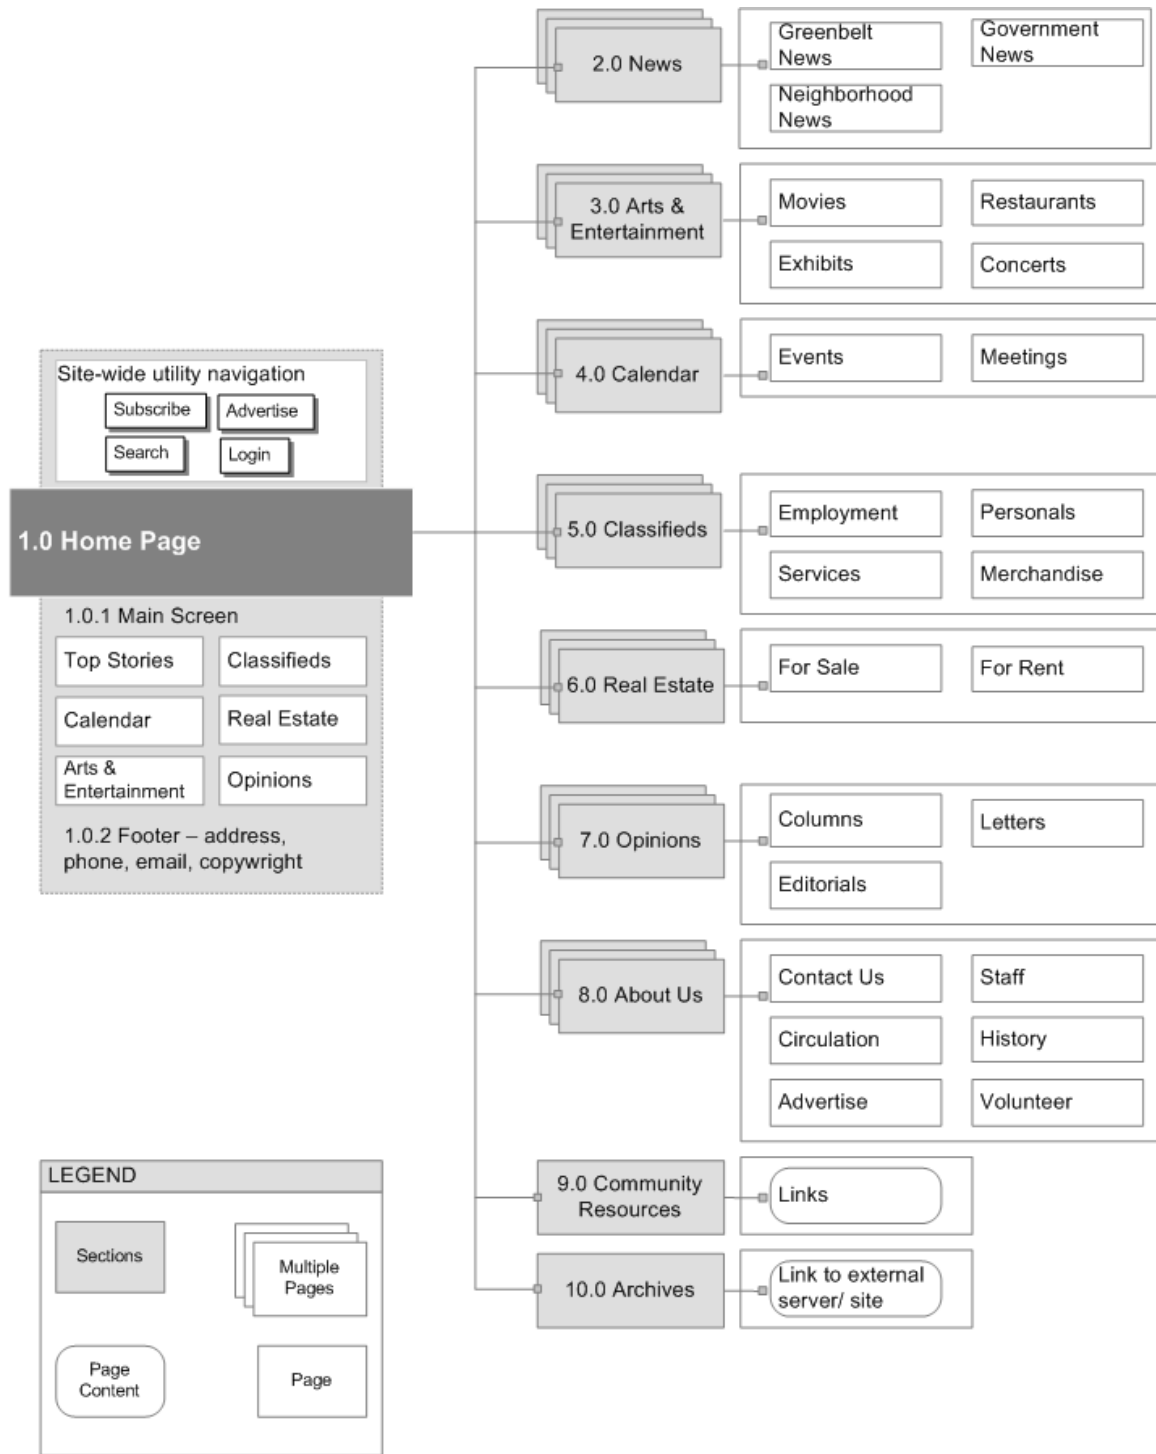 Site-wide utility navigation
Subscribe
Advertise
Search
Login
1.0 Home Page
1.0.1 Main Screen
Top Stories
Classifieds
Calendar
Real Estate
Arts &
Entertainment
Opinions
1.0.2 Footer – address,
phone, email, copywright
2.0 News
Greenbelt
News
Government
News
Neighborhood
News
3.0 Arts &
Entertainment
Movies
Restaurants
Exhibits
Concerts
4.0 Calendar
Events
Meetings
5.0 Classifieds
Employment
Personals
Services
Merchandise
6.0 Real Estate
For Sale
For Rent
7.0 Opinions
Columns
Letters
Editorials
8.0 About Us
Contact Us
Staff
Circulation
History
Advertise
Volunteer
9.0 Community
Resources
Links
10.0 Archives
Link to external
server/ site
LEGEND
Sections
Multiple
Pages
Page
Content
Page